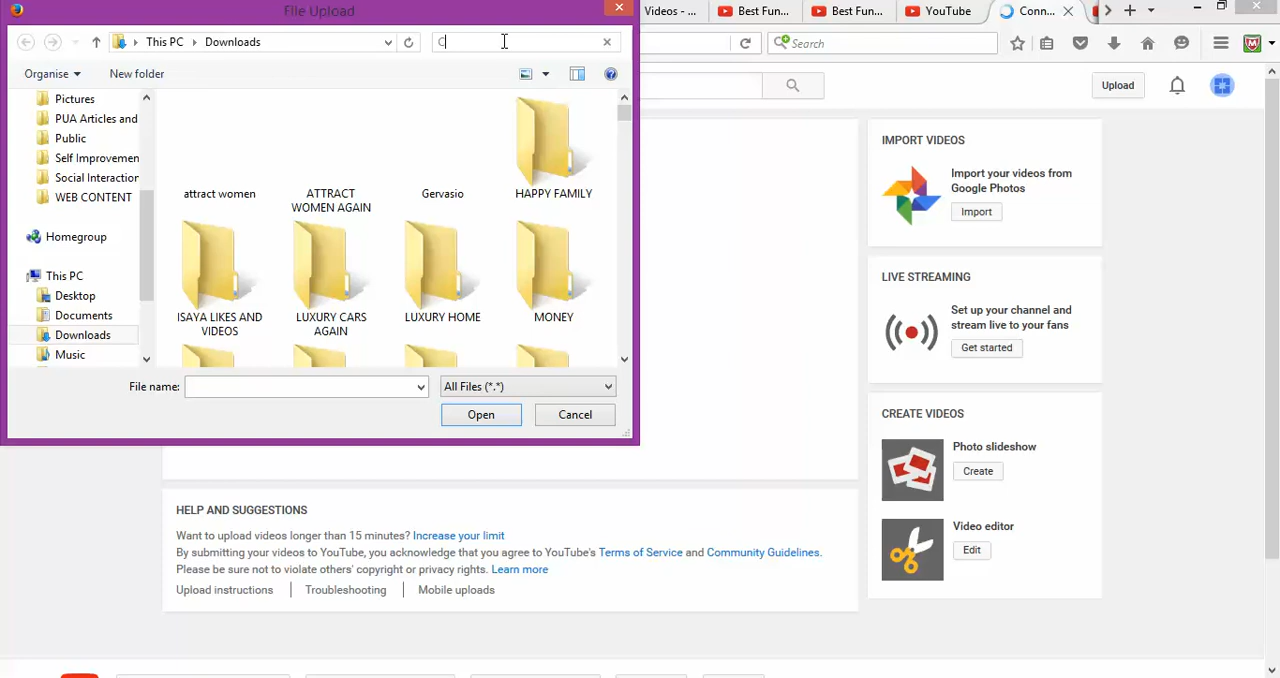 File Upload
Videos - ...
Best Fun...
Best Fun...
YouTube
Conn...
This PC
Downloads
C
Search
Organise
New folder
Upload
Pictures
PUA Articles and
Public
Self Improvemen
Social Interaction
WEB CONTENT
Homegroup
This PC
Desktop
Documents
Downloads
Music
attract women
ATTRACT
WOMEN AGAIN
Gervasio
HAPPY FAMILY
ISAYA LIKES AND
VIDEOS
LUXURY CARS
AGAIN
LUXURY HOME
MONEY
File name:
All Files (*.*)
Open
Cancel
IMPORT VIDEOS
Import your videos from
Google Photos
Import
LIVE STREAMING
Set up your channel and
stream live to your fans
Get started
CREATE VIDEOS
Photo slideshow
Create
Video editor
Edit
HELP AND SUGGESTIONS
Want to upload videos longer than 15 minutes? Increase your limit
By submitting your videos to YouTube, you acknowledge that you agree to YouTube's Terms of Service and Community Guidelines.
Please be sure not to violate others' copyright or privacy rights. Learn more
Upload instructions
Troubleshooting
Mobile uploads